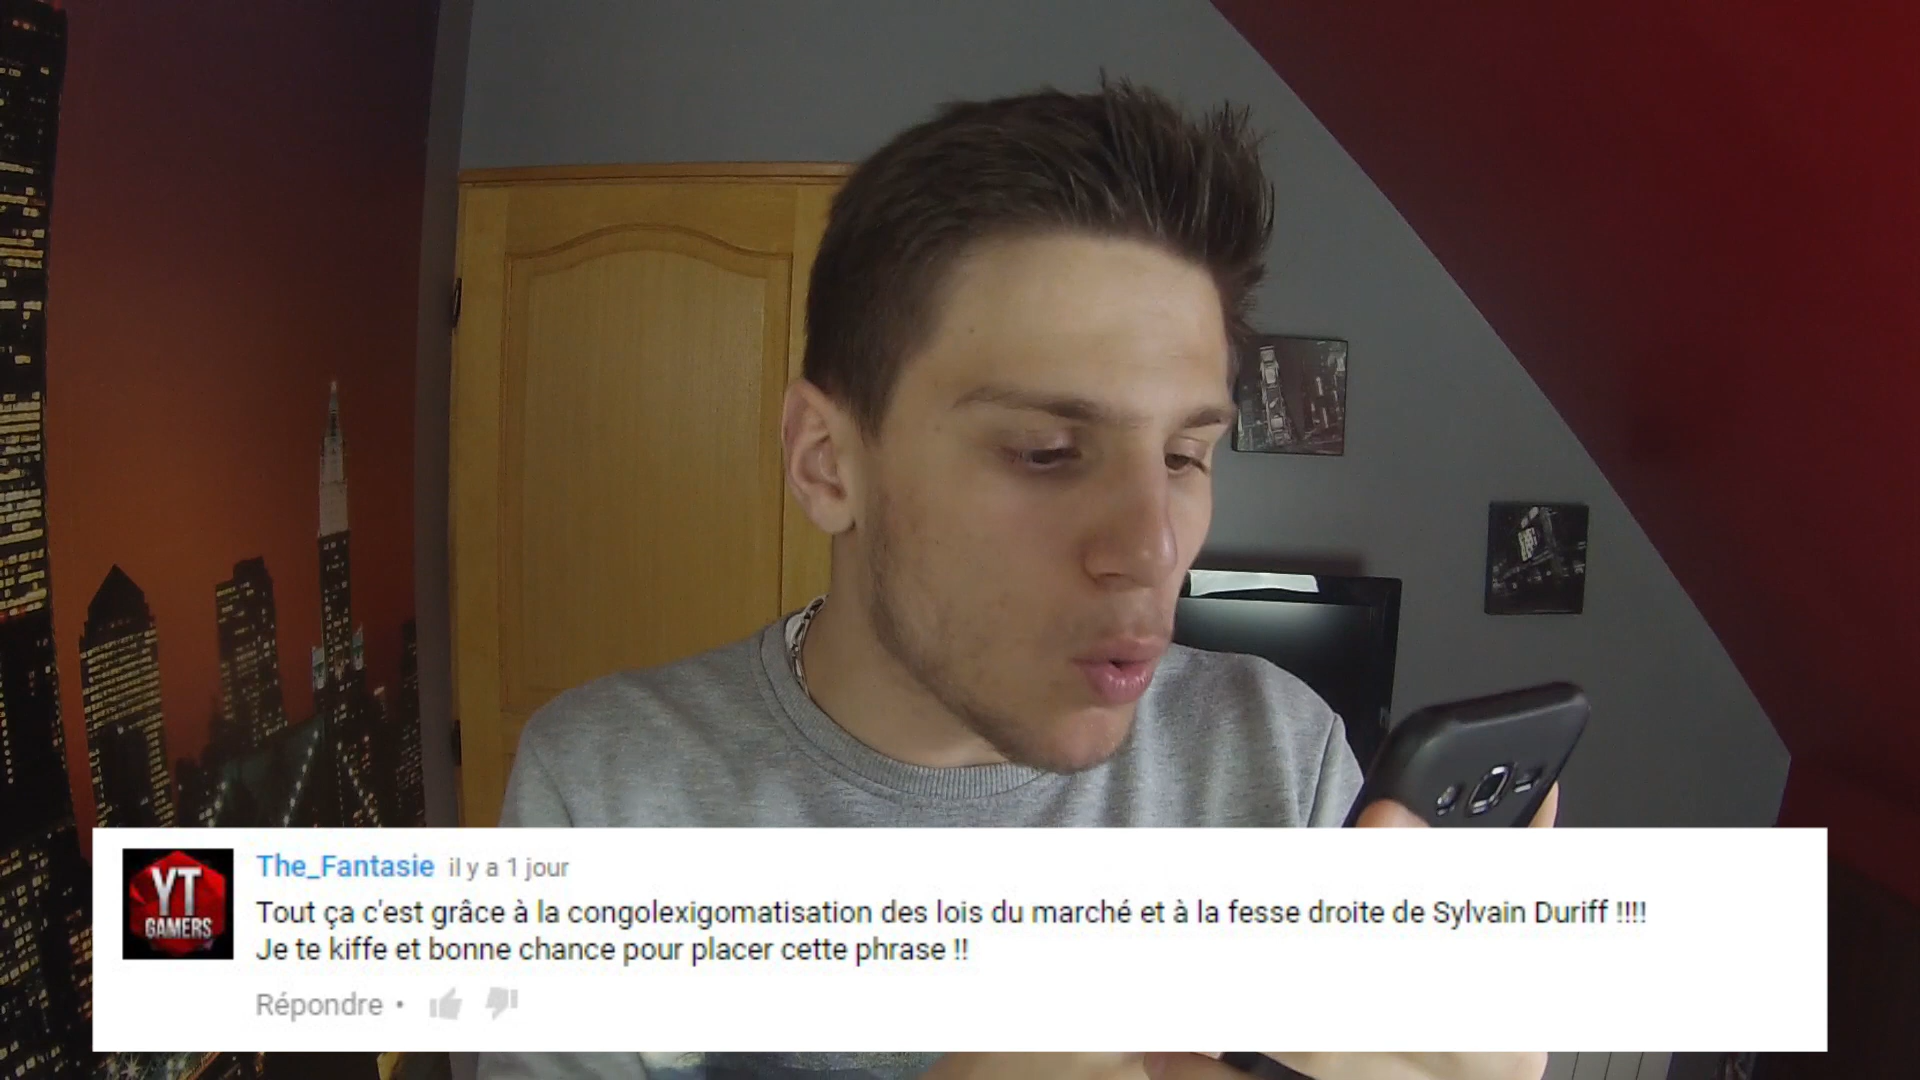 YT
GAMERS
The_Fantasie il y a 1 jour
Tout ça c'est grâce à la congolexigomatisation des lois du marché et à la fesse droite de Sylvain Duriff !!!!
Je te kiffe et bonne chance pour placer cette phrase !!
Répondre •